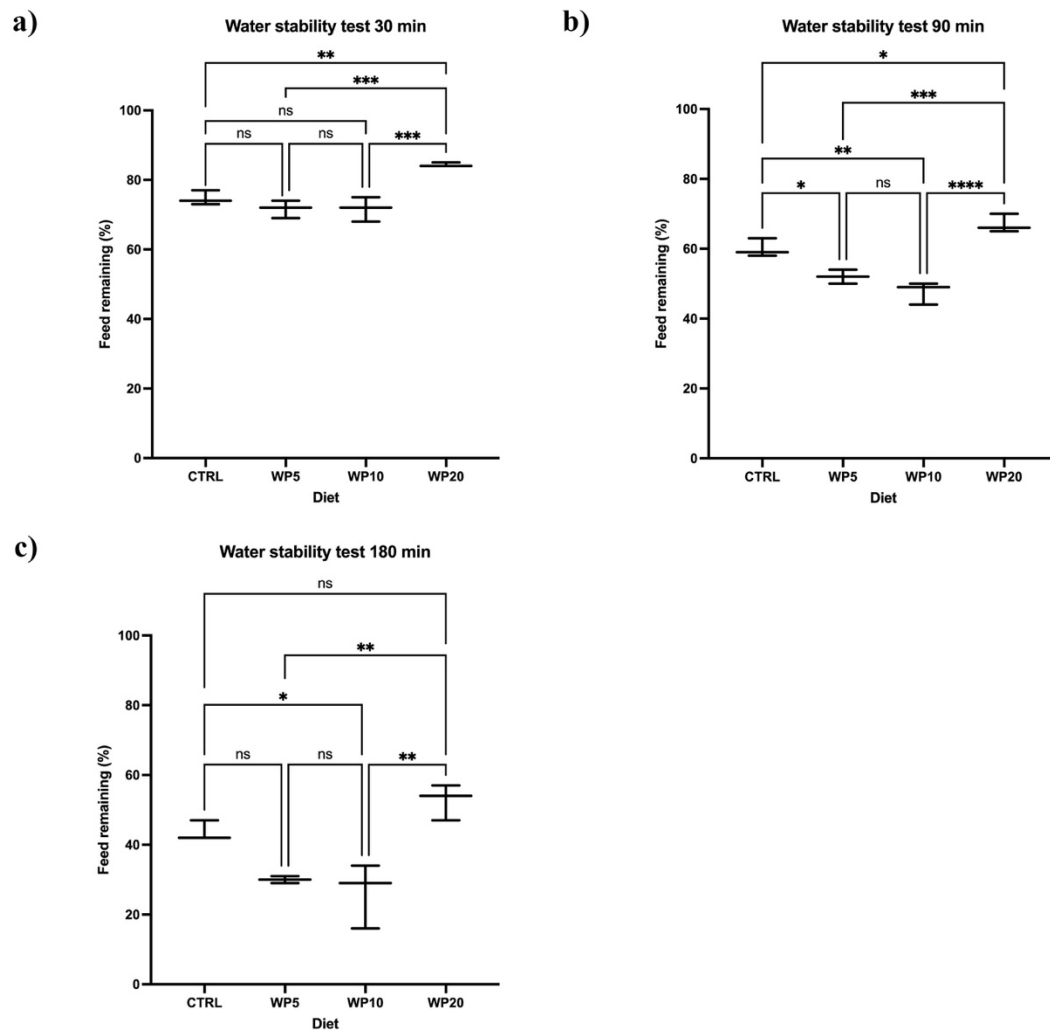 a)
Water stability test 30 min
**
***
ns
ns
ns
***
100
80
60
40
20
0
Feed remaining (%)
CTRL
WP5
WP10
WP20
Diet
b)
Water stability test 90 min
*
***
**
*
ns
****
100
80
60
40
20
0
Feed remaining (%)
CTRL
WP5
WP10
WP20
Diet
c)
Water stability test 180 min
ns
**
*
ns
ns
**
100
80
60
40
20
0
Feed remaining (%)
CTRL
WP5
WP10
WP20
Diet